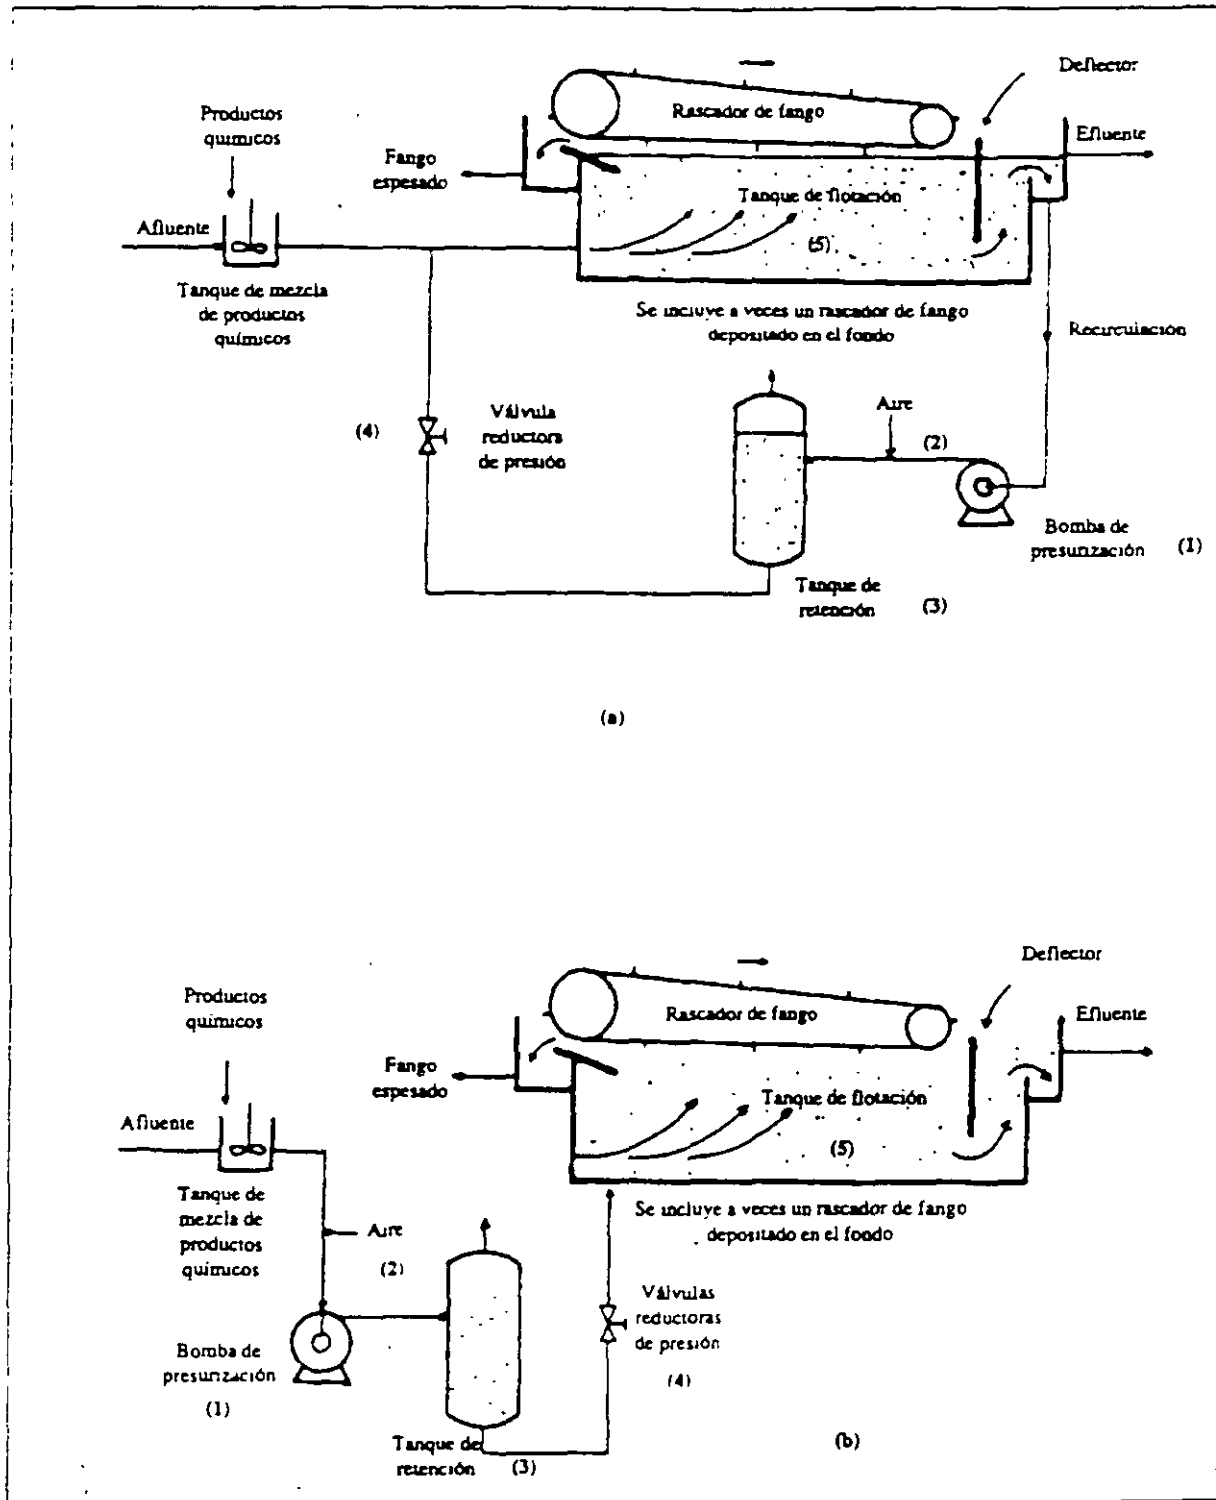 Deflector
Productos
químicos
Rascador de fango
Efluente
Fango
espesado
Tanque de flotación
Afluente
(5)
Tanque de mezcla
de productos
químicos
Se incluye a veces un rascador de fango
depositado en el fondo
Recirculación
Aire
(2)
(4)
Válvula
reductora
de presión
Bomba de
presurización
(1)
Tanque de
retención
(3)
(a)
Deflector
Productos
químicos
Rascador de fango
Efluente
Fango
espesado
Tanque de flotación
Afluente
(5)
Tanque de
mezcla de
productos
químicos
Se incluye a veces un rascador de fango
depositado en el fondo
Aire
(2)
Válvulas
reductoras
de presión
(4)
Bomba de
presurización
(1)
Tanque de
retención
(3)
(b)